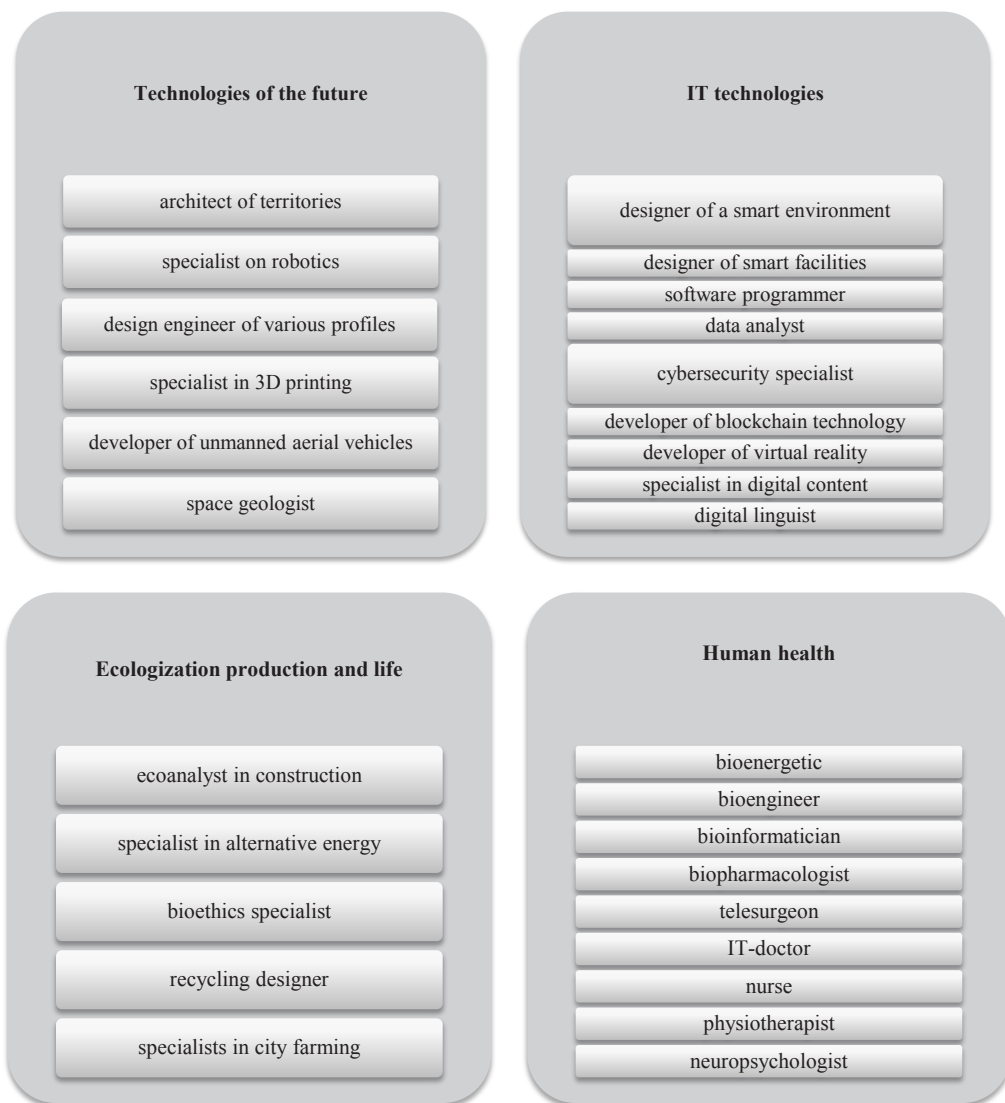 Technologies of the future
architect of territories
specialist on robotics
design engineer of various profiles
specialist in 3D printing
developer of unmanned aerial vehicles
space geologist
IT technologies
designer of a smart environment
designer of smart facilities
software programmer
data analyst
cybersecurity specialist
developer of blockchain technology
developer of virtual reality
specialist in digital content
digital linguist
Ecologization production and life
ecoanalyst in construction
specialist in alternative energy
bioethics specialist
recycling designer
specialists in city farming
Human health
bioenergetic
bioengineer
bioinformatician
biopharmacologist
telesurgeon
IT-doctor
nurse
physiotherapist
neuropsychologist